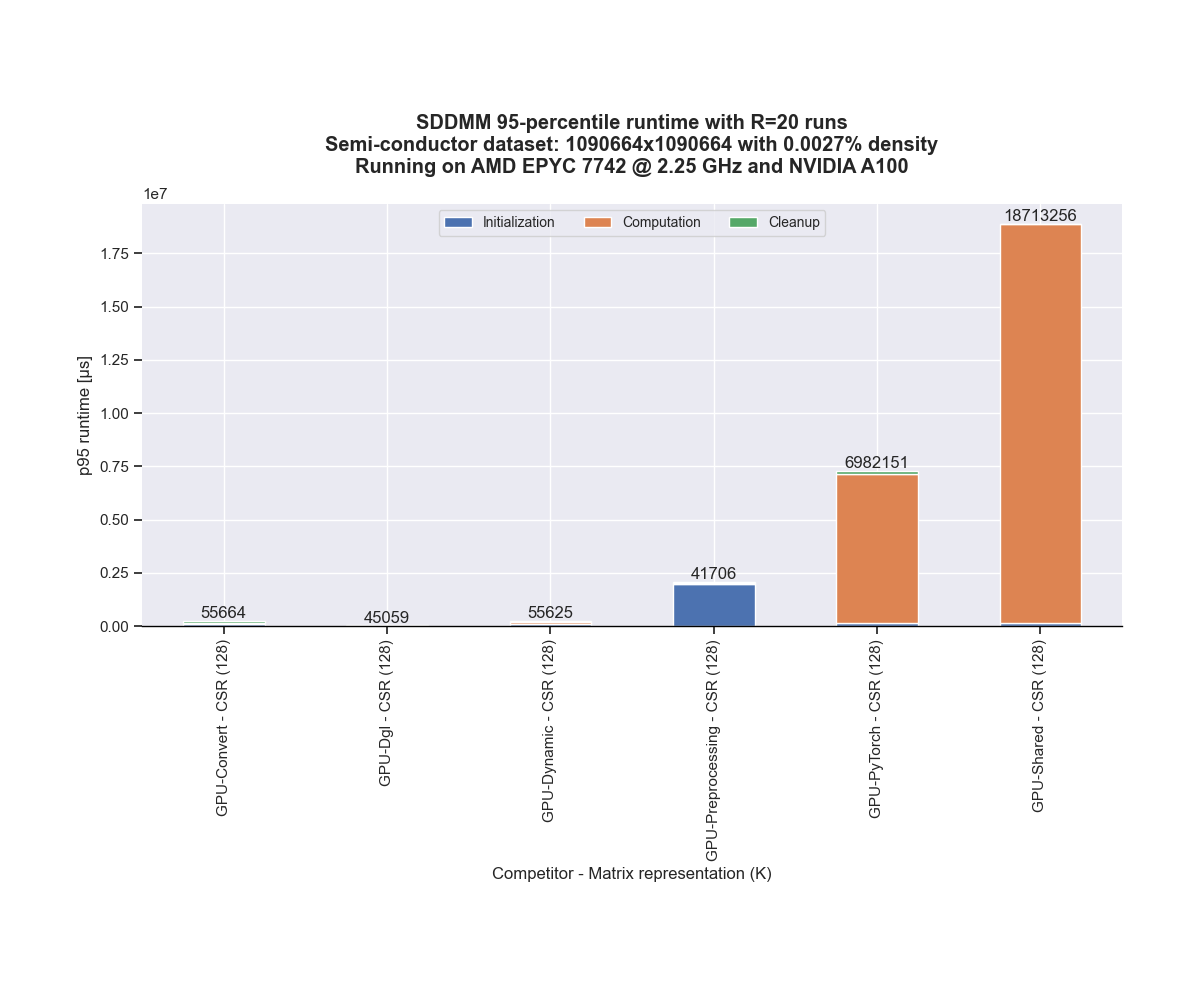 SDDMM 95-percentile runtime with R=20 runs
Semi-conductor dataset: 1090664x1090664 with 0.0027% density
Running on AMD EPYC 7742 @ 2.25 GHz and NVIDIA A100
1e7
Initialization Computation Cleanup
18713256
1.75
1.50
1.25
1.00
0.75
0.50
0.25
0.00
p95 runtime [µs]
6982151
41706
55664
45059
55625
GPU-Convert - CSR (128)
GPU-Dgl - CSR (128)
GPU-Dynamic - CSR (128)
GPU-Preprocessing - CSR (128)
GPU-PyTorch - CSR (128)
GPU-Shared - CSR (128)
Competitor - Matrix representation (K)